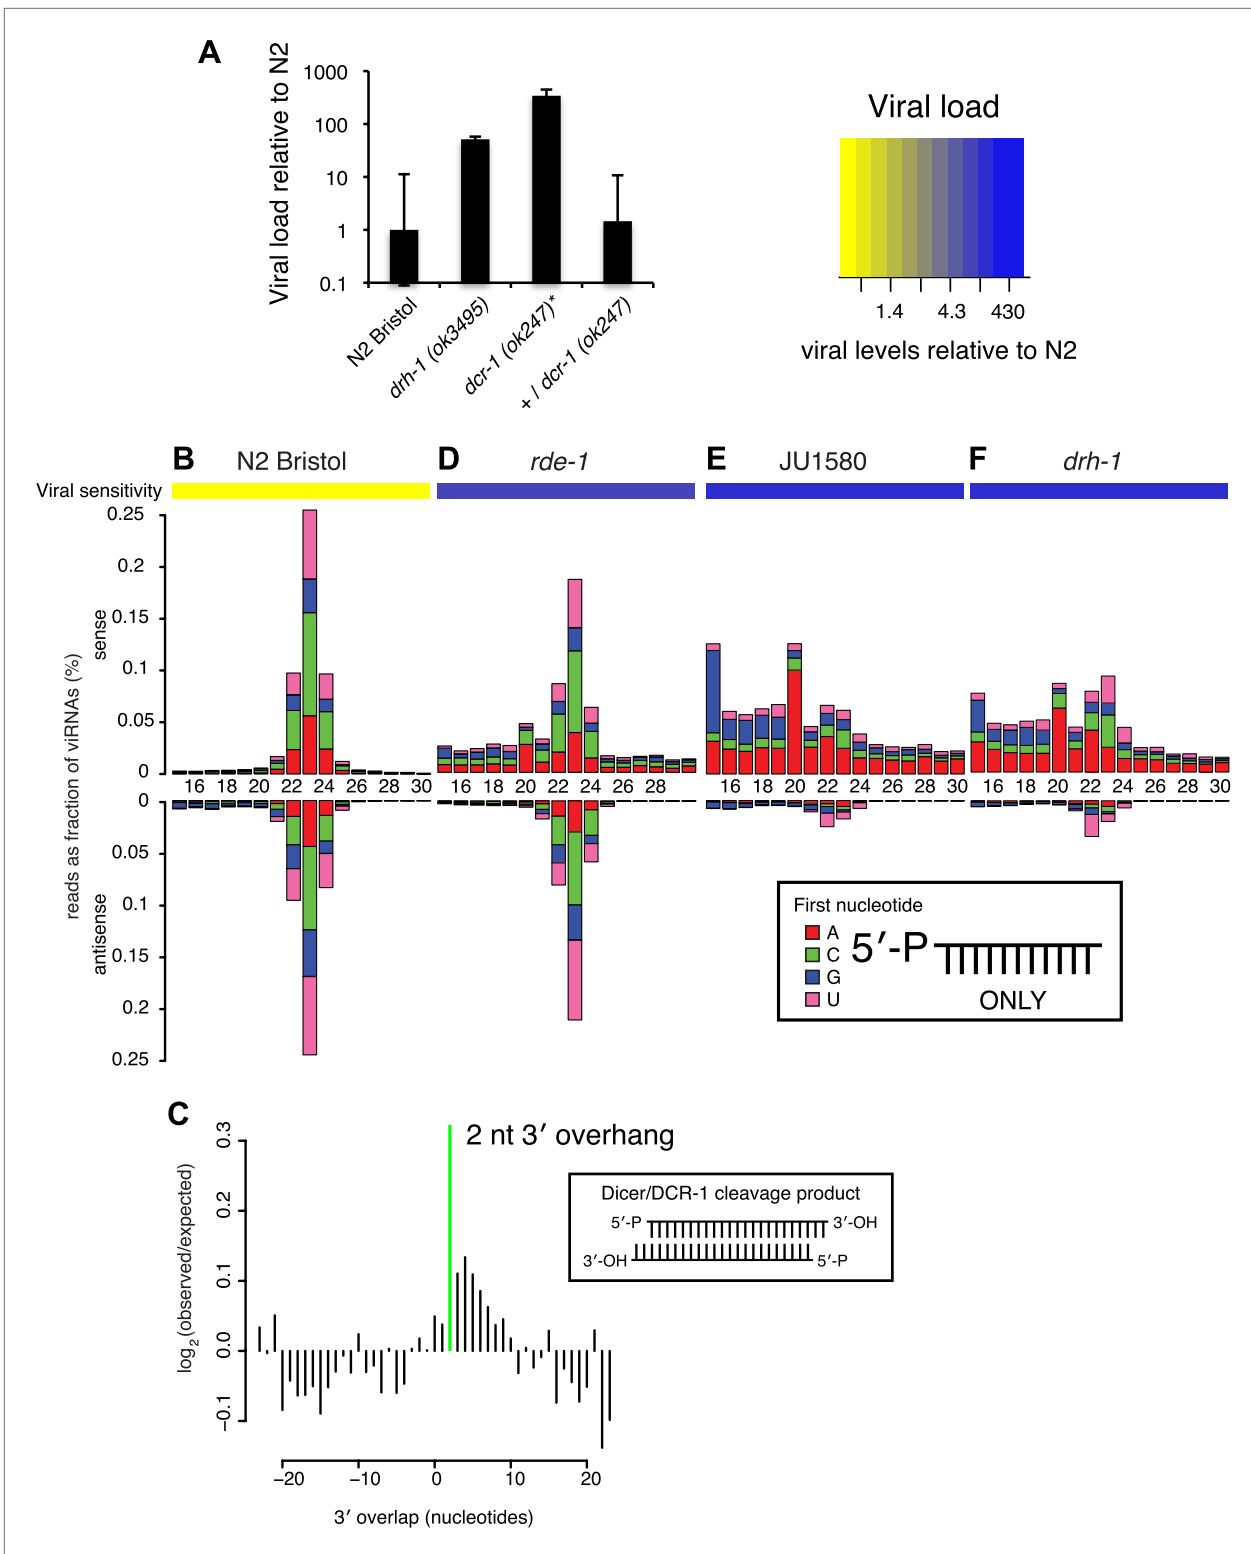 A
Viral load relative to N2
1000
100
10
1
0.1
N2 Bristol
drh-1 (ok3495)
dcr-1 (ok247)*
+ / dcr-1 (ok247)
Viral load
1.4 4.3 430
viral levels relative to N2
B N2 Bristol D rde-1 E JU1580 F drh-1
Viral sensitivity
reads as fraction of viRNAs (%)
sense
antisense
0.25
0.2
0.15
0.1
0.05
0
16 18 20 22 24 26 28 30 16 18 20 22 24 26 28 16 18 20 22 24 26 28 30 16 18 20 22 24 26 28 30
0
0.05
0.1
0.15
0.2
0.25
First nucleotide
A
C
G
U
5′-P
ONLY
C
log2(observed/expected)
0.3
0.2
0.1
0.0
−0.1
2 nt 3′ overhang
Dicer/DCR-1 cleavage product
5′-P 3′-OH
3′-OH 5′-P
−20 −10 0 10 20
3′ overlap (nucleotides)